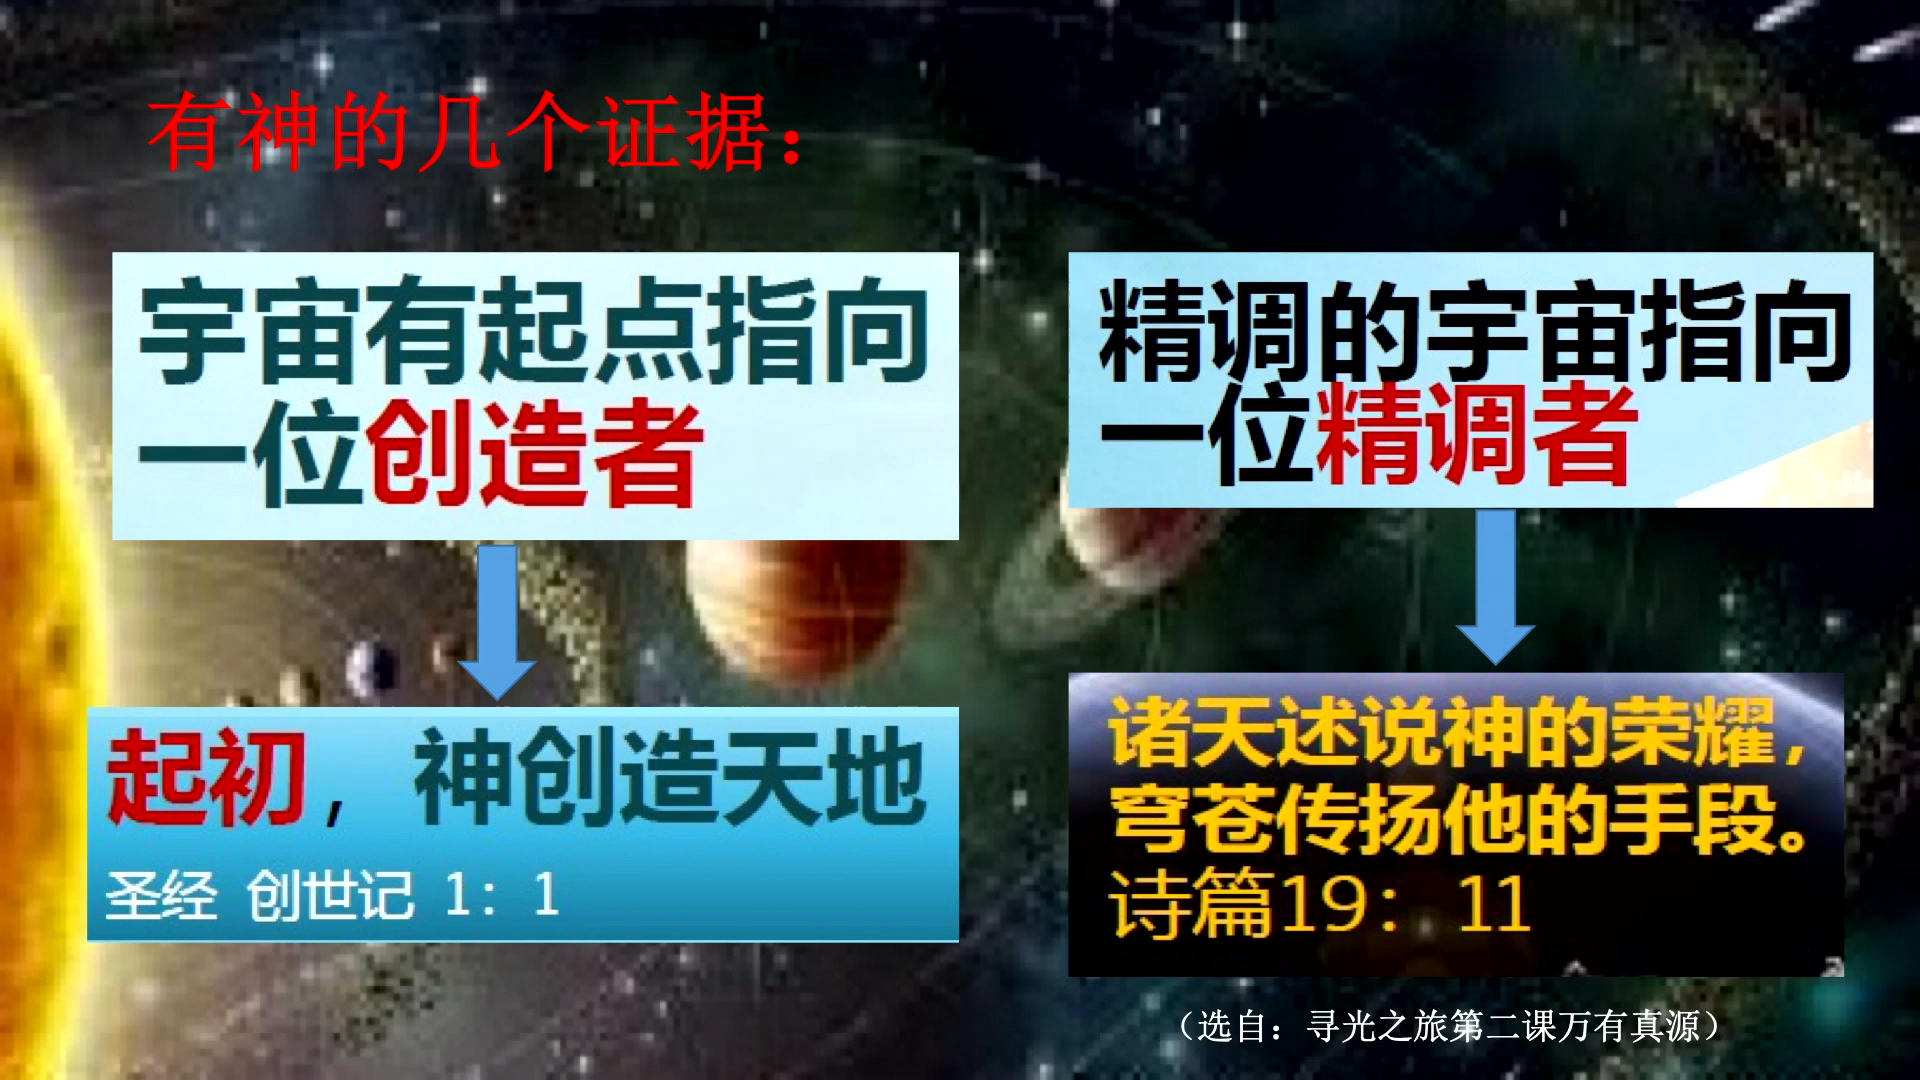 有神的几个证据：
宇宙有起点指向
一位创造者
精调的宇宙指向
一位精调者
起初，神创造天地
圣经 创世记 1：1
诸天述说神的荣耀，
穹苍传扬他的手段。
诗篇19：11
（选自：寻光之旅第二课万有真源）